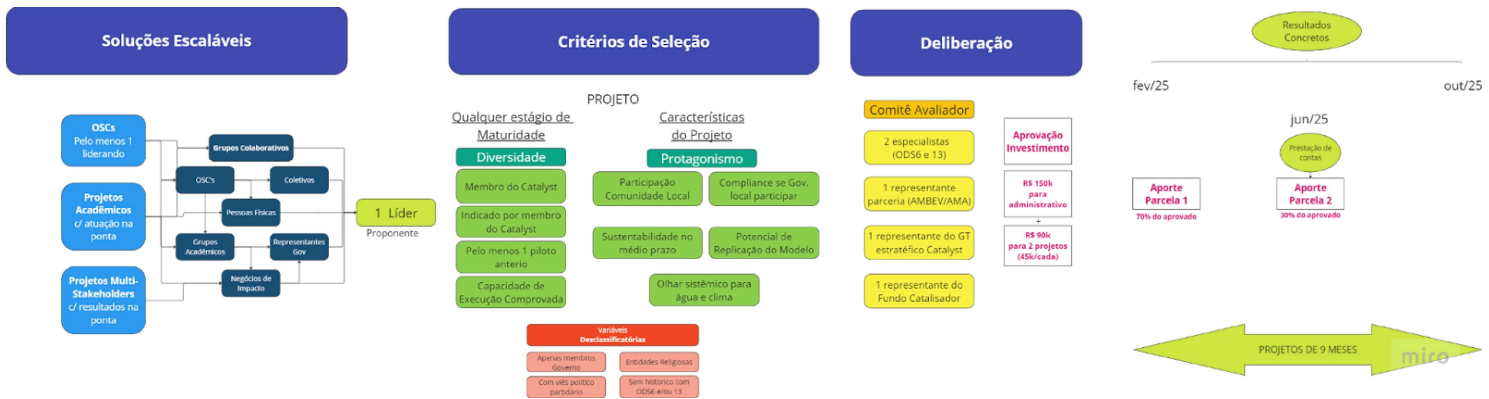 Soluções Escaláveis
OSCs
Pelo menos 1
liderando
Projetos
Acadêmicos
c/ atuação na
ponta
Projetos Multi-
Stakeholders
c/ resultados na
ponta
Grupos Colaborativos
OSC's
Coletivos
Pessoas Físicas
Grupos
Acadêmicos
Representantes
Gov
Negócios de
Impacto
1 Líder
Proponente
Critérios de Seleção
PROJETO
Qualquer estágio de
Maturidade
Diversidade
Membro do Catalyst
Indicado por membro
do Catalyst
Pelo menos 1 piloto
anterio
Capacidade de
Execução Comprovada
Características
do Projeto
Protagonismo
Participação
Comunidade Local
Compliance se Gov.
local participar
Sustentabilidade no
médio prazo
Potencial de
Replicação do Modelo
Olhar sistêmico para
água e clima
Variáveis
Desclassificatórias
Apenas membros
Governo
Entidades Religiosas
Com viés político
partidário
Sem histórico com
ODS6 e/ou 13
Deliberação
Comitê Avaliador
2 especialistas
(ODS6 e 13)
1 representante
parceria (AMBEV/AMA)
1 representante do GT
estratéfico Catalyst
1 representante do
Fundo Catalisador
Aprovação
Investimento
R$ 150k
para
administrativo
+
R$ 90k
para 2 projetos
(45k/cada)
Resultados
Concretos
fev/25
out/25
jun/25
Prestação de
contas
Aporte
Parcela 1
70% do aprovado
Aporte
Parcela 2
30% do aprovado
PROJETOS DE 9 MESES
miro